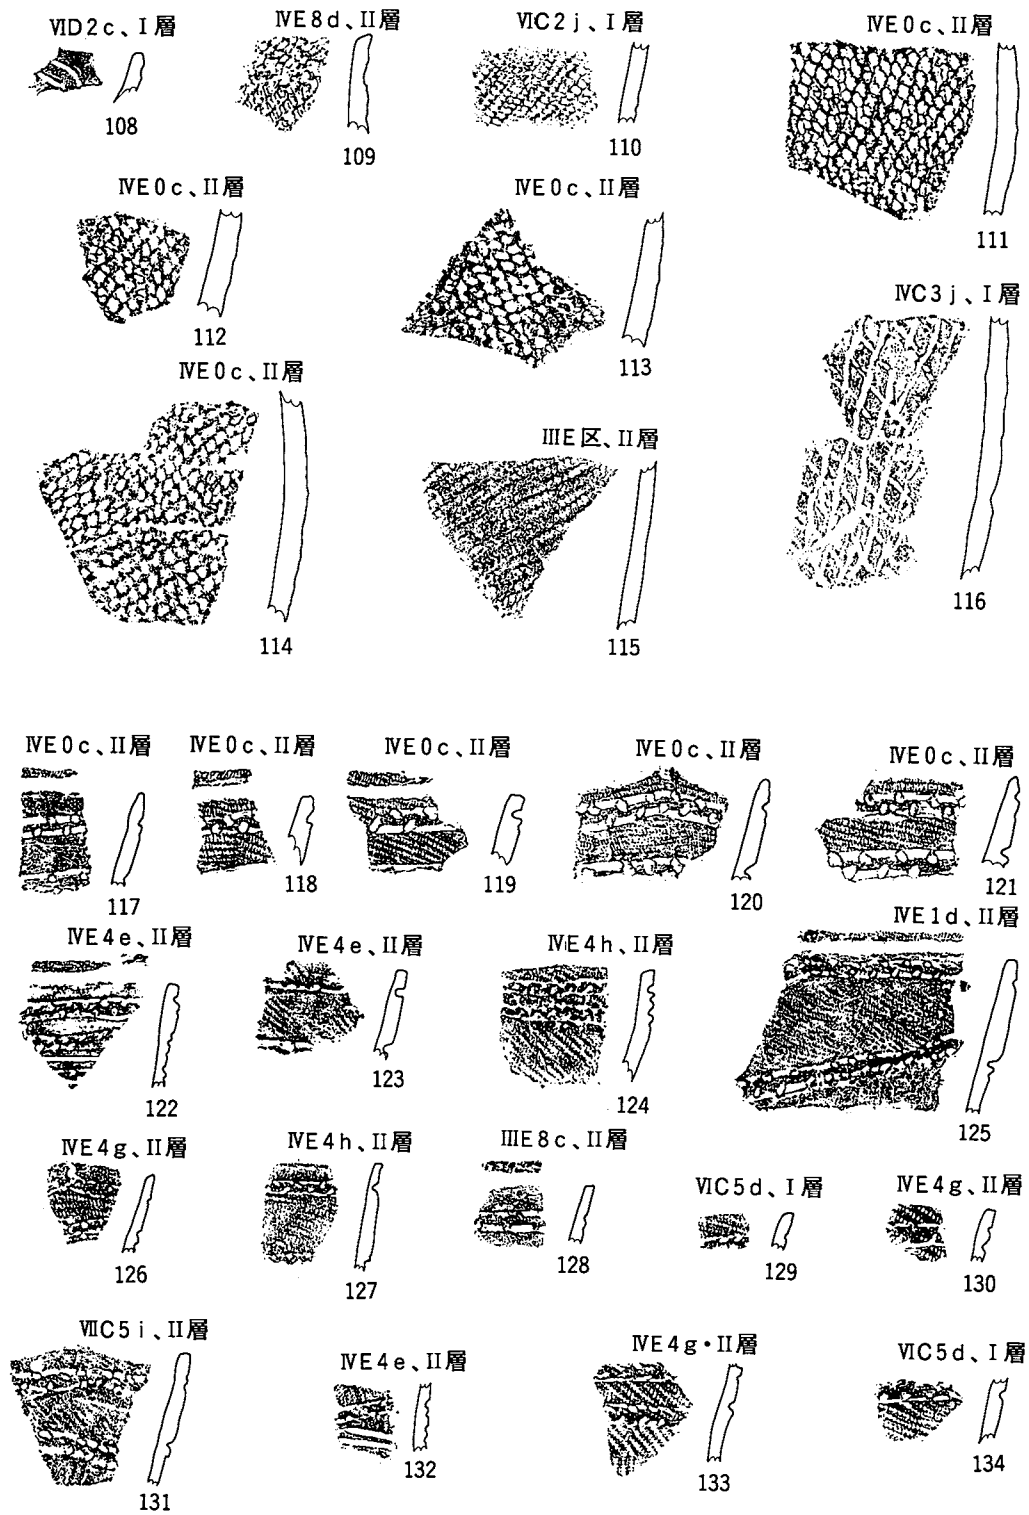 ⅥD2c、Ⅰ層
108
ⅣE8d、Ⅱ層
109
ⅥC2j、Ⅰ層
110
ⅣE0c、Ⅱ層
111
ⅣE0c、Ⅱ層
112
ⅣE0c、Ⅱ層
113
ⅣE0c、Ⅱ層
114
ⅢE区、Ⅱ層
115
ⅣC3j、Ⅰ層
116
ⅣE0c、Ⅱ層
117
ⅣE0c、Ⅱ層
118
ⅣE0c、Ⅱ層
119
ⅣE0c、Ⅱ層
120
ⅣE0c、Ⅱ層
121
ⅣE4e、Ⅱ層
122
ⅣE4e、Ⅱ層
123
ⅣE4h、Ⅱ層
124
ⅣE1d、Ⅱ層
125
ⅣE4g、Ⅱ層
126
ⅣE4h、Ⅱ層
127
ⅢE8c、Ⅱ層
128
ⅥC5d、Ⅰ層
129
ⅣE4g、Ⅱ層
130
ⅦC5i、Ⅱ層
131
ⅣE4e、Ⅱ層
132
ⅣE4g・Ⅱ層
133
ⅥC5d、Ⅰ層
134